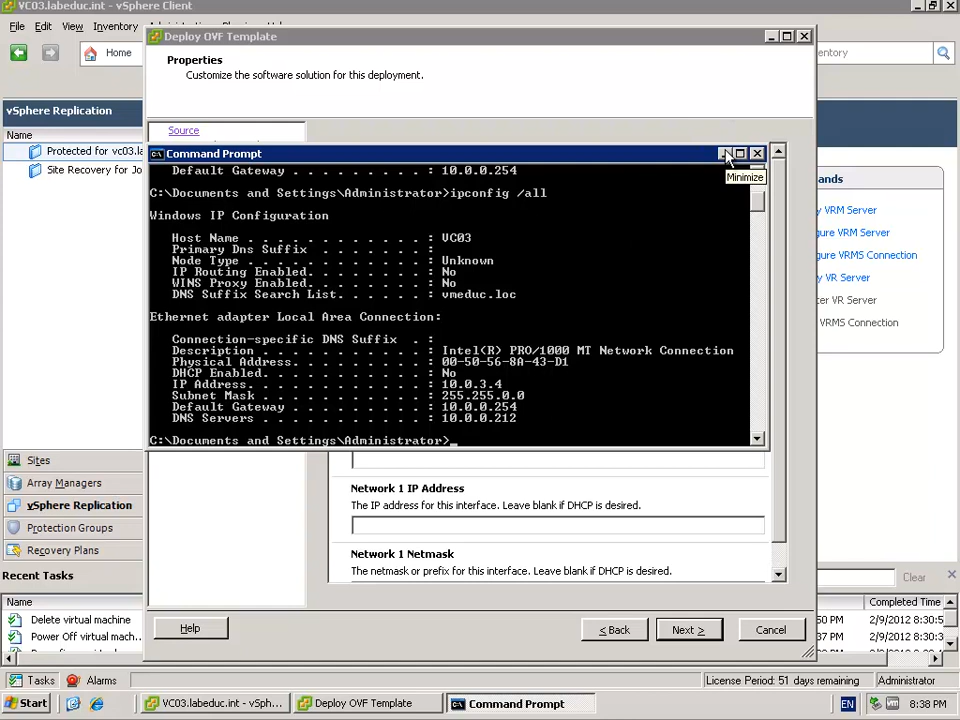 VC03.labeduc.int - vSphere Client
File Edit View Inventory
Home
entory
Deploy OVF Template
Properties
Customize the software solution for this deployment.
vSphere Replication
Source
Name
Protected for vc03.la
Site Recovery for Jo
Command Prompt
Minimize
Default Gateway . . . . . . . . . : 10.0.0.254
C:\Documents and Settings\Administrator>ipconfig /all
Windows IP Configuration
Host Name . . . . . . . . . . . . : VC03
Primary Dns Suffix . . . . . . . :
Node Type . . . . . . . . . . . . : Unknown
IP Routing Enabled. . . . . . . . : No
WINS Proxy Enabled. . . . . . . . : No
DNS Suffix Search List. . . . . . : vmeduc.loc
Ethernet adapter Local Area Connection:
Connection-specific DNS Suffix . :
Description . . . . . . . . . . . : Intel(R) PRO/1000 MT Network Connection
Physical Address. . . . . . . . . : 00-50-56-8A-43-D1
DHCP Enabled. . . . . . . . . . . : No
IP Address. . . . . . . . . . . . : 10.0.3.4
Subnet Mask . . . . . . . . . . . : 255.255.0.0
Default Gateway . . . . . . . . . : 10.0.0.254
DNS Servers . . . . . . . . . . . : 10.0.0.212
C:\Documents and Settings\Administrator>_
ands
y VRM Server
ure VRM Server
gure VRMS Connection
y VR Server
ter VR Server
VRMS Connection
Sites
Array Managers
vSphere Replication
Protection Groups
Recovery Plans
Network 1 IP Address
The IP address for this interface. Leave blank if DHCP is desired.
Network 1 Netmask
The netmask or prefix for this interface. Leave blank if DHCP is desired.
Recent Tasks
Clear
Name
Completed Time
Delete virtual machine
50 PM 2/9/2012 8:30:5
Power Off virtual mach...
37 PM 2/9/2012 8:30:3
Help
< Back
Next >
Cancel
Tasks
Alarms
License Period: 51 days remaining
Administrator
Start
VC03.labeduc.int - vSph...
Deploy OVF Template
Command Prompt
EN
8:38 PM